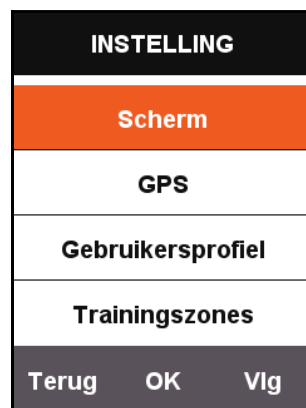 INSTELLING
Scherm
GPS
Gebruikersprofiel
Trainingszones
Terug OK Vlg